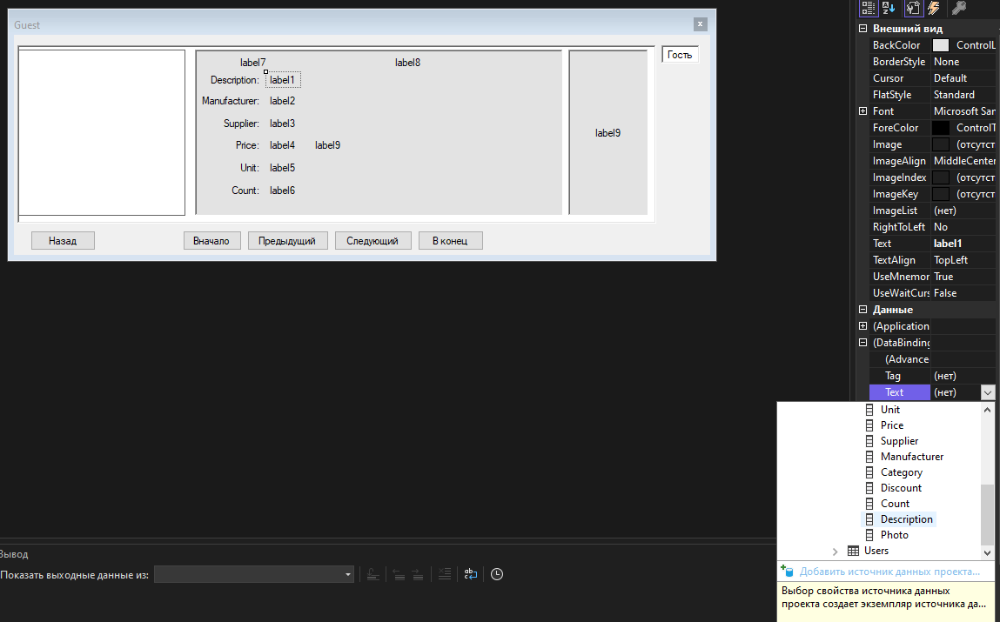 Guest
x
label7
label8
Description:
label1
Manufacturer:
label2
Supplier:
label3
Price:
label4
label9
Unit:
label5
Count:
label6
label9
Гость
Назад
Вначало
Предыдущий
Следующий
В конец
Внешний вид
BackColor ControlL
BorderStyle None
Cursor Default
FlatStyle Standard
Font Microsoft San
ForeColor ControlT
Image (отсутст
ImageAlign MiddleCenter
ImageIndex (отсутст
ImageKey (отсутст
ImageList (нет)
RightToLeft No
Text label1
TextAlign TopLeft
UseMnemor True
UseWaitCurs False
Данные
(Application
(DataBinding
(Advance
Tag (нет)
Text (нет)
Unit
Price
Supplier
Manufacturer
Category
Discount
Count
Description
Photo
Users
Добавить источник данных проекта...
Выбор свойства источника данных
проекта создает экземпляр источника да...
Вывод
Показать выходные данные из: